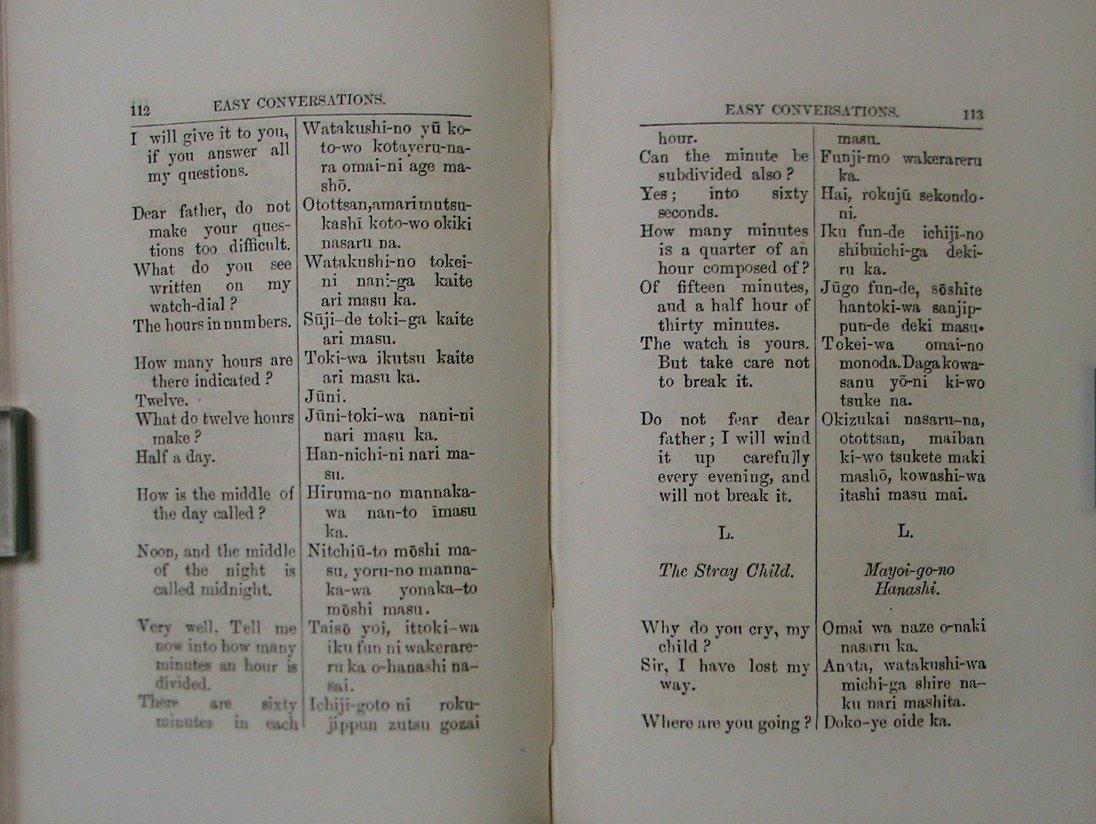 112
EASY CONVERSATIONS.
I will give it to you,
if you answer all
my questions.
Dear father, do not
make your ques-
tions too difficult.
What do you see
written on my
watch-dial ?
The hours in numbers.
How many hours are
there indicated ?
Twelve.
What do twelve hours
make ?
Half a day.
How is the middle of
the day called ?
Noon, and the middle
of the night is
called midnight.
Very well. Tell me
now into how many
minutes an hour is
divided.
There are sixty
minutes in each
Watakushi-no yū ko-
to-wo kotayeru-na-
ra omai-ni age ma-
shō.
Otottsan,amarimutsu-
kashī koto-wo okiki
nasaru na.
Watakushi-no tokei-
ni nani-ga kaite
ari masu ka.
Sūji-de toki-ga kaite
ari masu.
Toki-wa ikutsu kaite
ari masu ka.
Jūni.
Jūni-toki-wa nani-ni
nari masu ka.
Han-nichi-ni nari ma-
su.
Hiruma-no mannaka-
wa nan-to īmasu
ka.
Nitchiū-to mōshi ma-
su, yoru-no manna-
ka-wa yonaka-to
mōshi masu.
Taisō yoi, ittoki-wa
iku fun ni wakerare-
ru ka o-hanashi na-
sai.
Ichiji-goto ni roku-
jippun zutsu gozai
EASY CONVERSATIONS.
113
hour.
Can the minute be
subdivided also ?
Yes; into sixty
seconds.
How many minutes
is a quarter of an
hour composed of ?
Of fifteen minutes,
and a half hour of
thirty minutes.
The watch is yours.
But take care not
to break it.
Do not fear dear
father ; I will wind
it up carefully
every evening, and
will not break it.
L.
The Stray Child.
Why do you cry, my
child ?
Sir, I have lost my
way.
Where are you going ?
masu.
Funji-mo wakerareru
ka.
Hai, rokujū sekondo-
ni.
Iku fun-de ichiji-no
shibuichi-ga deki-
ru ka.
Jūgo fun-de, sōshite
hantoki-wa sanjip-
pun-de deki masu.
Tokei-wa omai-no
monoda.Dagakowa-
sanu yō-ni ki-wo
tsuke na.
Okizukai nasaru-na,
otottsan, maiban
ki-wo tsukete maki
mashō, kowashi-wa
itashi masu mai.
L.
Mayoi-go-no
Hanashi.
Omai wa naze o-naki
nasaru ka.
Anata, watakushi-wa
michi-ga shire na-
ku nari mashita.
Doko-ye oide ka.